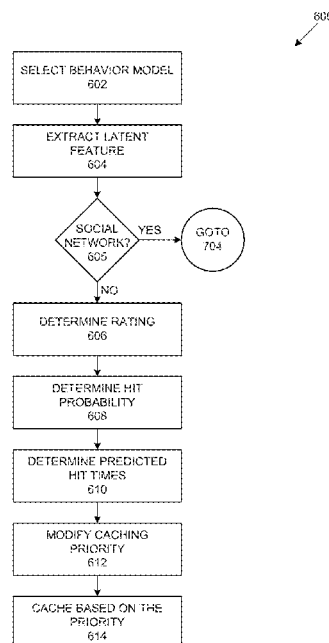 SELECT BEHAVIOR MODEL
602
EXTRACT LATENT
FEATURE
604
SOCIAL
NETWORK?
605
YES
GOTO
704
NO
DETERMINE RATING
606
DETERMINE HIT
PROBABILITY
608
DETERMINE PREDICTED
HIT TIMES
610
MODIFY CACHING
PRIORITY
612
CACHE BASED ON THE
PRIORITY
614